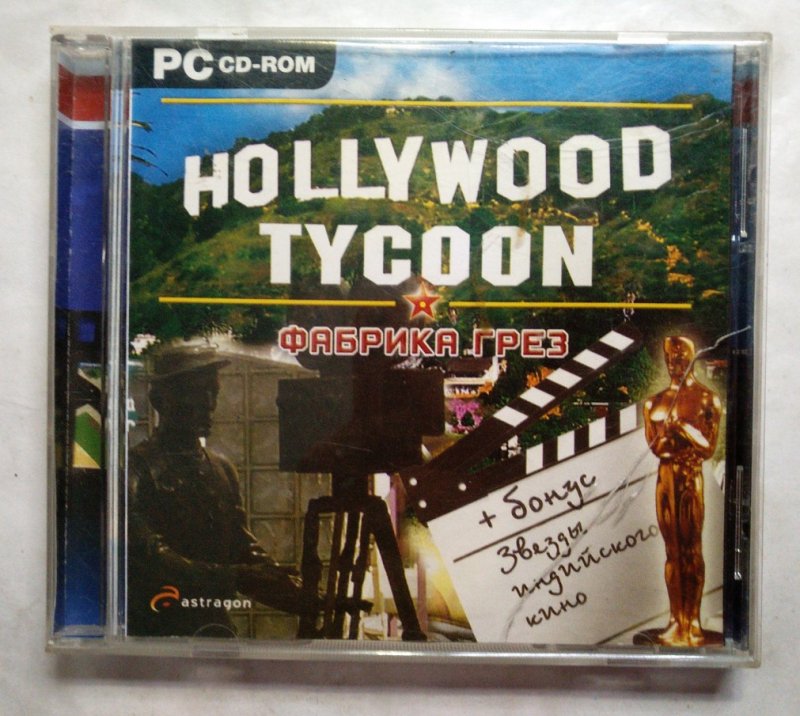 PC CD-ROM
HOLLYWOOD
TYCOON
ФАБРИКА ГРЕЗ
+ бонус
звезды
индийского
кино
astragon